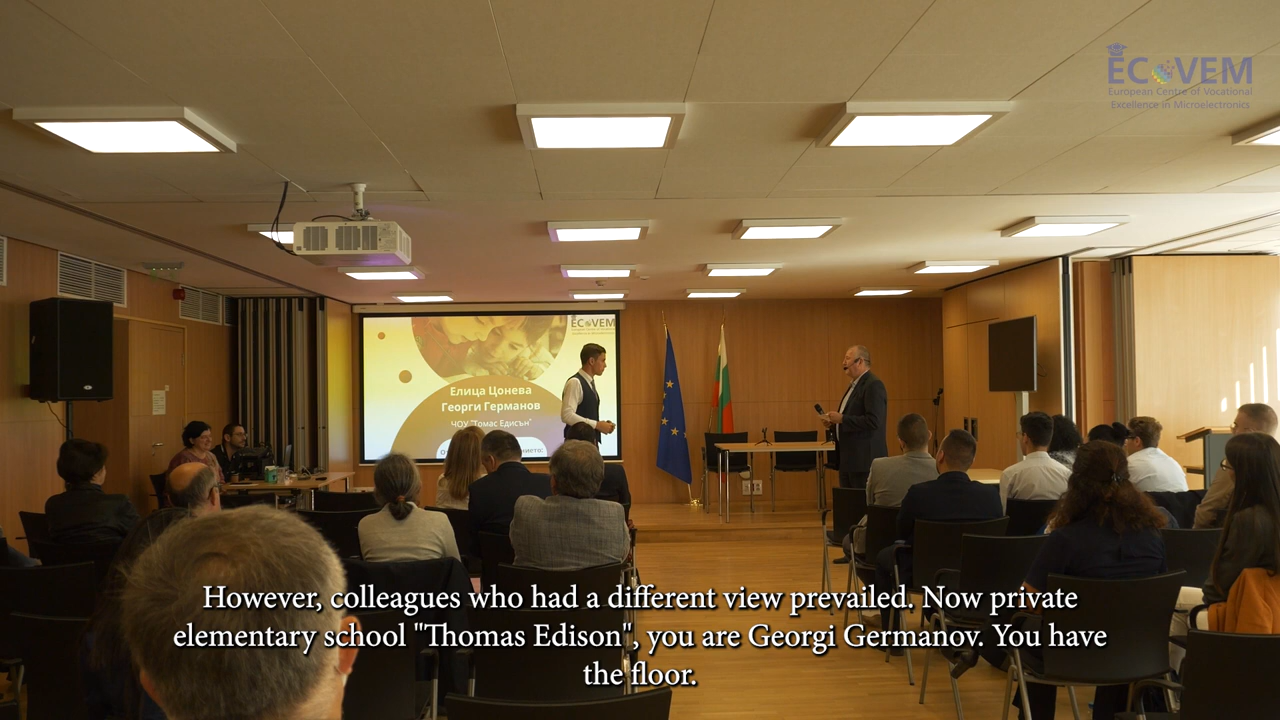 ECOVEM
European Centre of Vocational
Excellence in Microelectronics
ECOVEM
Елица Цонева
Георги Германов
ЧОУ "Томас Едисън"
However, colleagues who had a different view prevailed. Now private
elementary school "Thomas Edison", you are Georgi Germanov. You have
the floor.